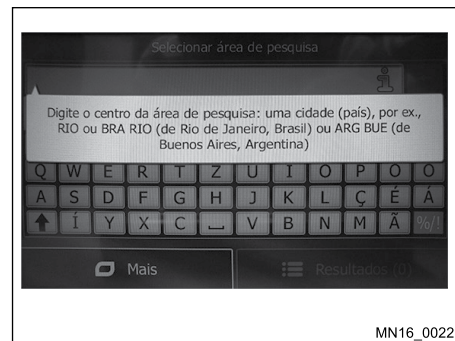 Selecionar área de pesquisa
Digite o centro da área de pesquisa: uma cidade (país), por ex.,
RIO ou BRA RIO (de Rio de Janeiro, Brasil) ou ARG BUE (de
Buenos Aires, Argentina)
Q W E R T Z U I O P O O
A S D F G H J K L Ç É Á
Í Y X C V B N M Ã %/!
Mais Resultados (0)
MN16_0022